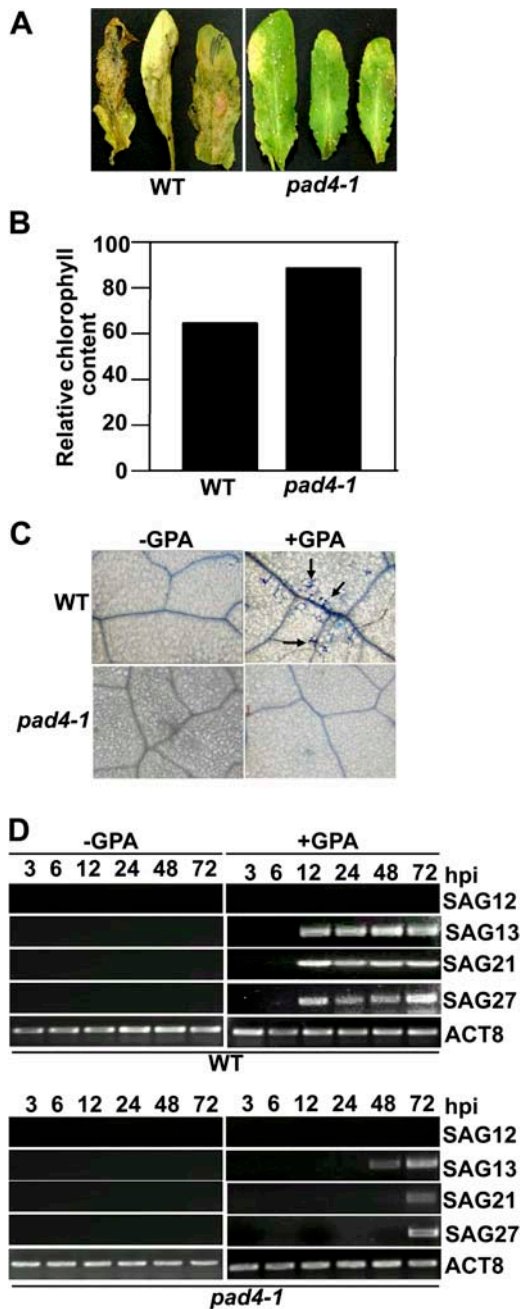 A
WT pad4-1
B
Relative chlorophyll content
100
80
60
40
20
0
WT pad4-1
C
-GPA +GPA
WT
pad4-1
D
-GPA +GPA
3 6 12 24 48 72 3 6 12 24 48 72 hpi
SAG12
SAG13
SAG21
SAG27
ACT8
WT
3 6 12 24 48 72 3 6 12 24 48 72 hpi
SAG12
SAG13
SAG21
SAG27
ACT8
pad4-1